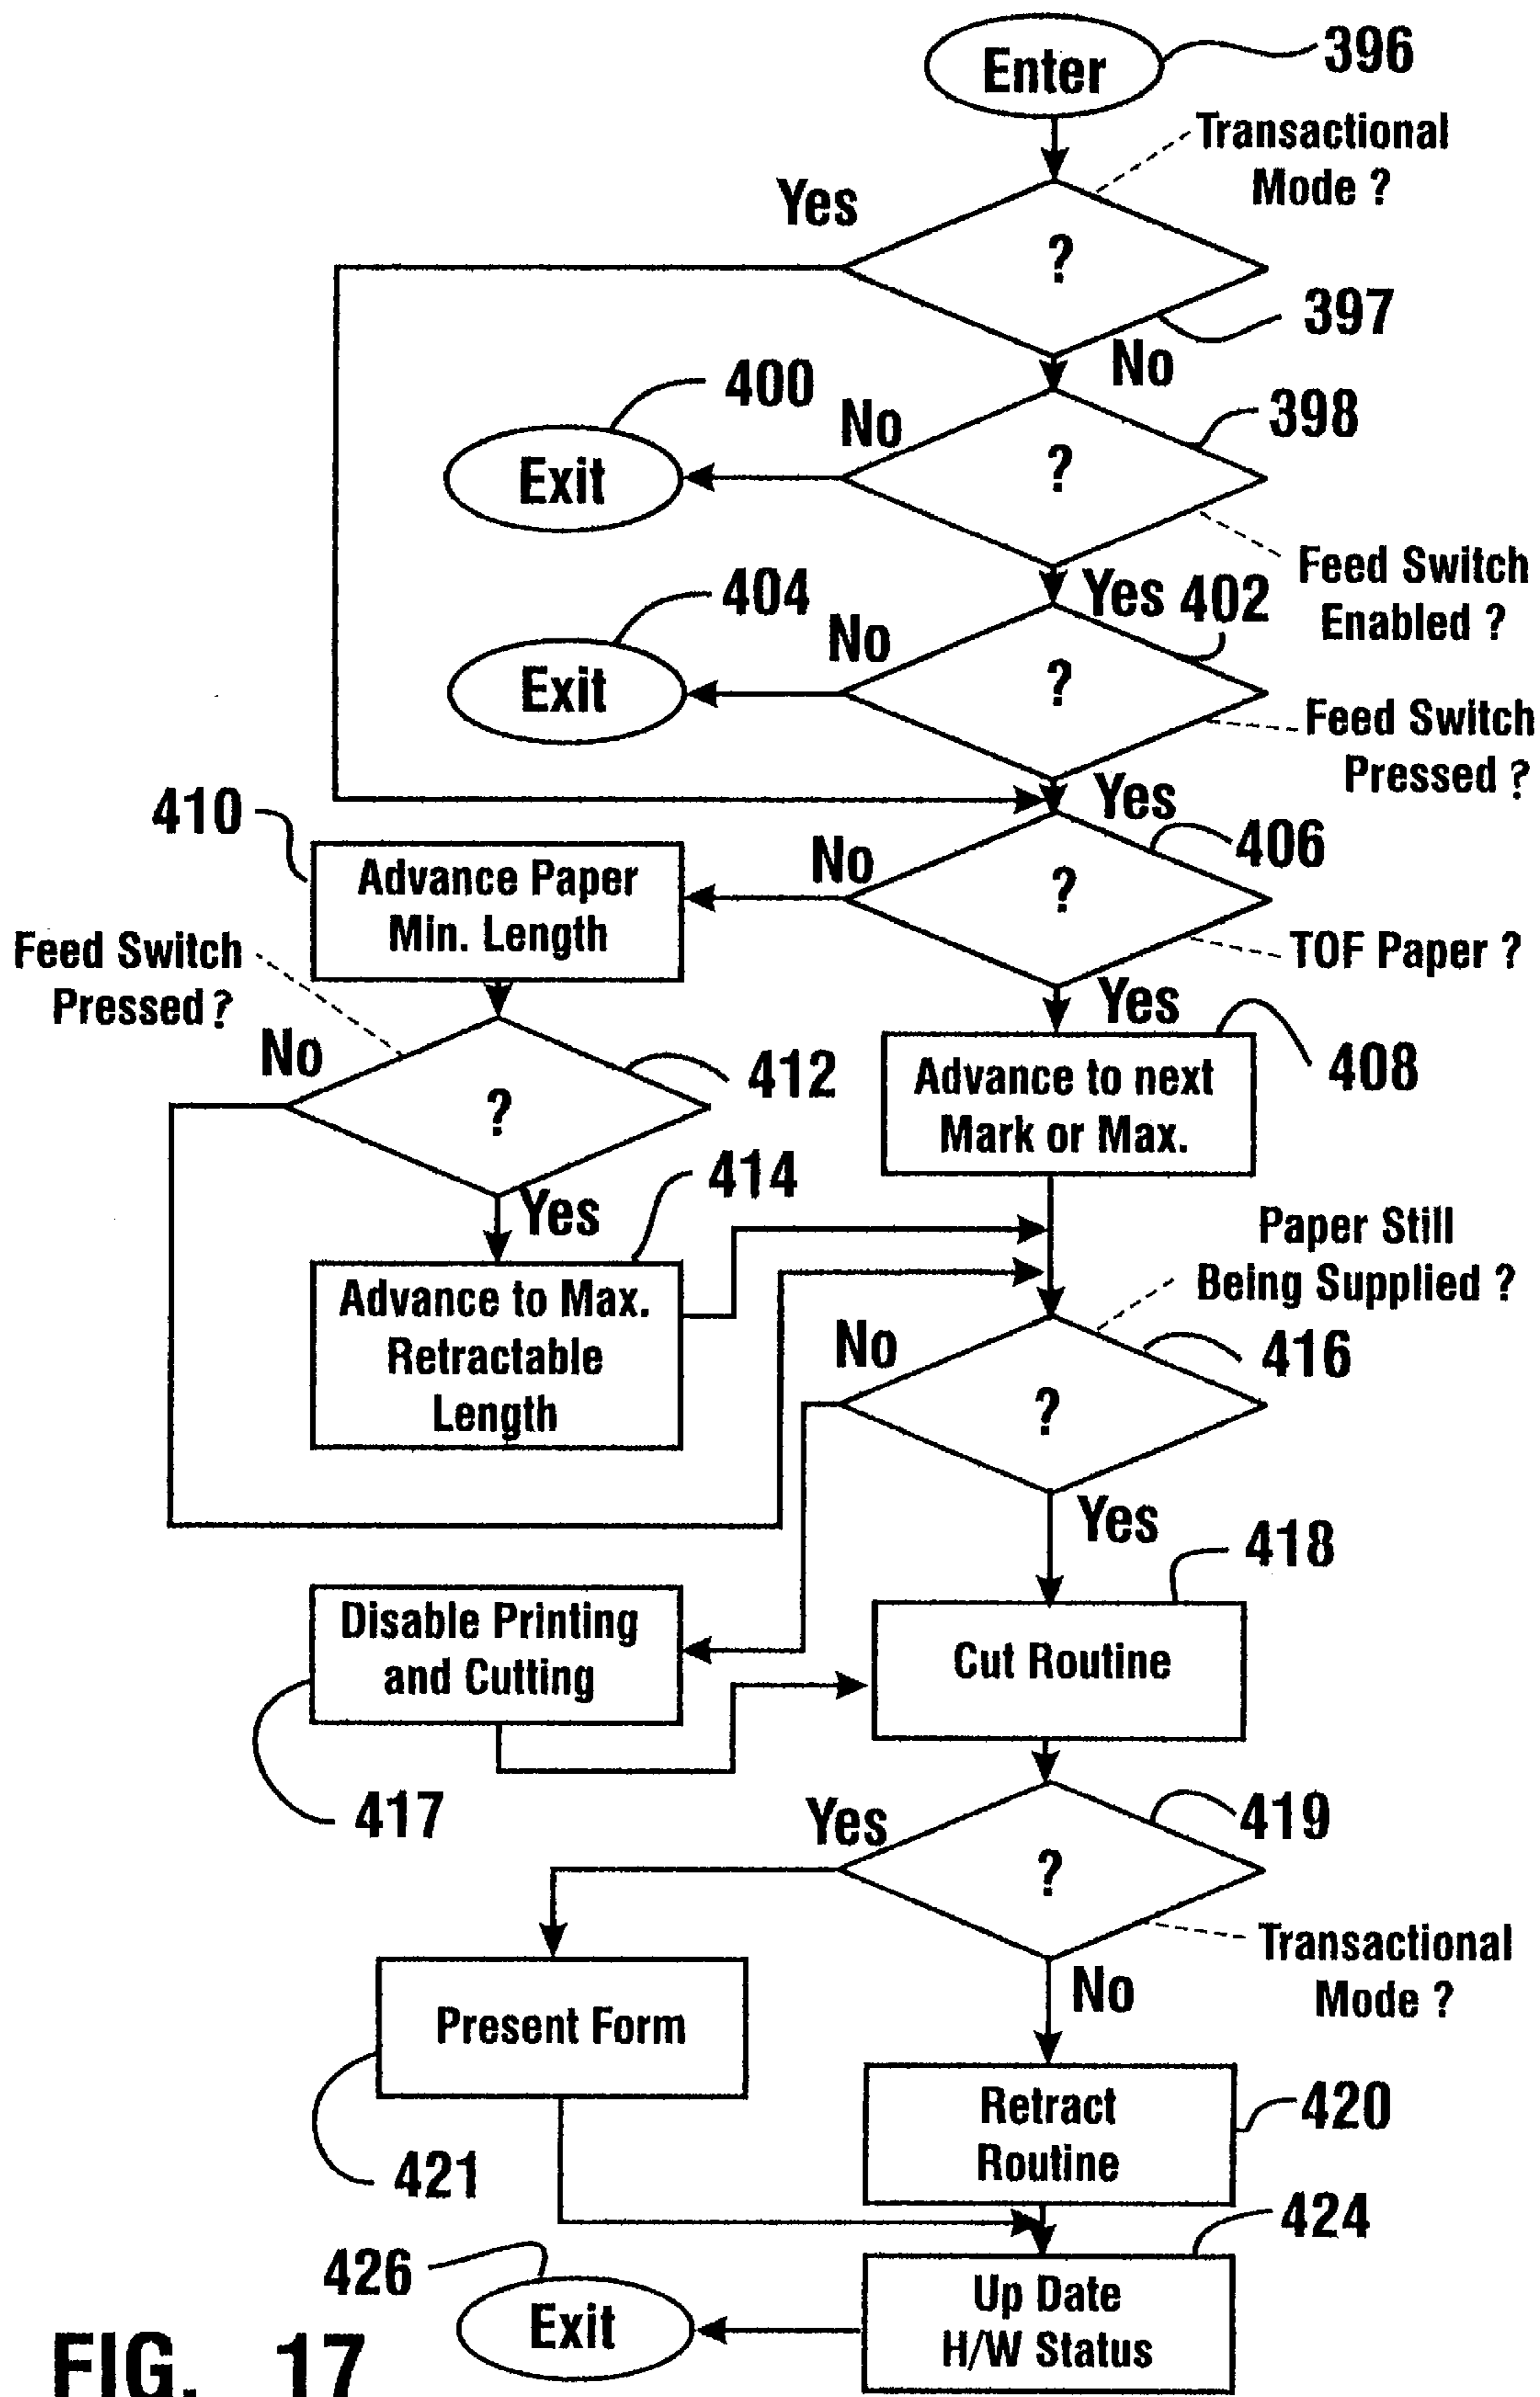 Enter
396
Transactional
Mode ?
Yes
?
397
No
400
No
398
Exit
?
Feed Switch
Enabled ?
404
Yes
402
No
Exit
?
Feed Switch
Pressed ?
Yes
410
406
Advance Paper
Min. Length
No
?
TOF Paper ?
Feed Switch
Pressed ?
Yes
No
412
408
?
Advance to next
Mark or Max.
414
Yes
Paper Still
Being Supplied ?
Advance to Max.
Retractable
Length
No
416
?
Yes
418
Disable Printing
and Cutting
Cut Routine
417
Yes
419
?
Transactional
Mode ?
No
Present Form
Retract
Routine
420
421
424
426
Up Date
H/W Status
Exit
FIG. 17